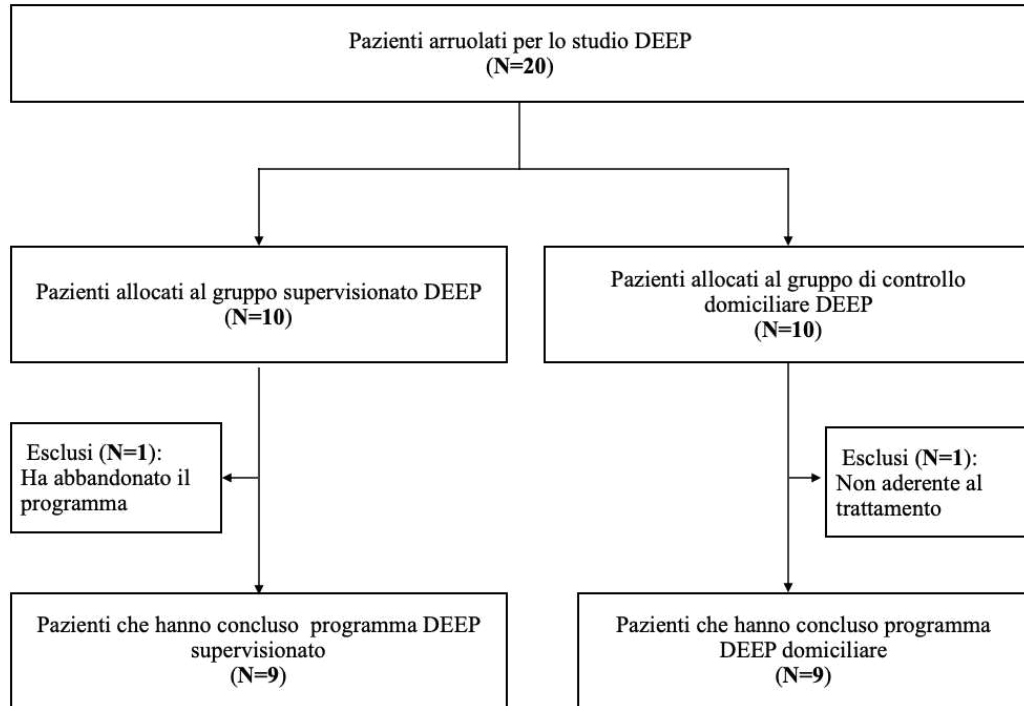 Pazienti arruolati per lo studio DEEP
(N=20)
Pazienti allocati al gruppo supervisionato DEEP
(N=10)
Pazienti allocati al gruppo di controllo
domiciliare DEEP
(N=10)
Esclusi (N=1):
Ha abbandonato il
programma
Esclusi (N=1):
Non aderente al
trattamento
Pazienti che hanno concluso programma DEEP
supervisionato
(N=9)
Pazienti che hanno concluso programma
DEEP domiciliare
(N=9)